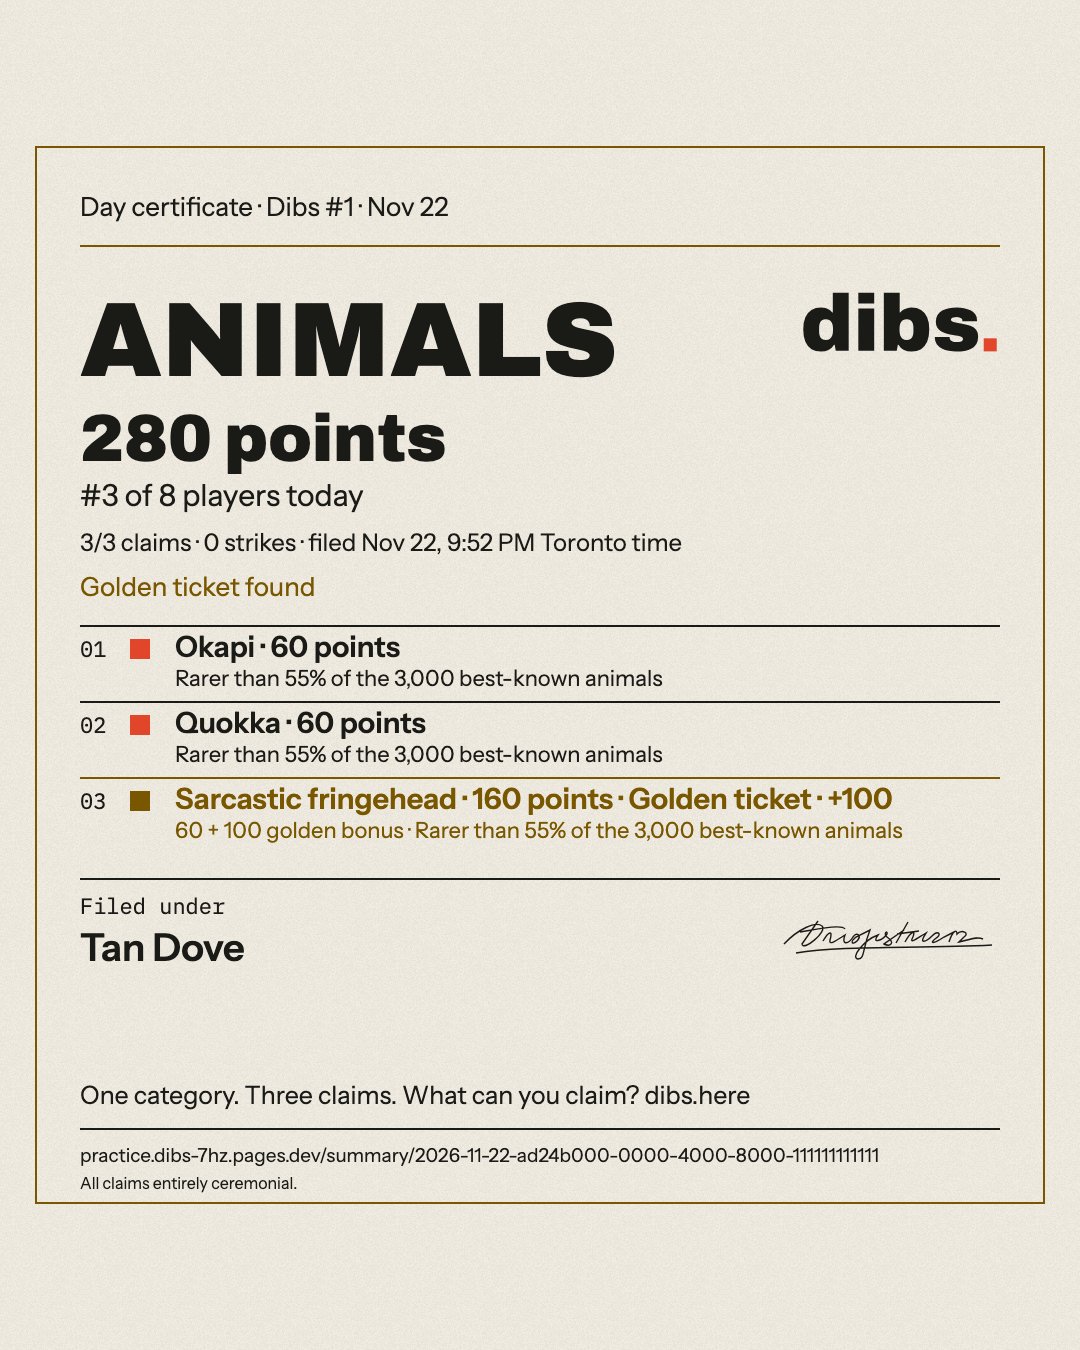 Day certificate · Dibs #1 · Nov 22
ANIMALS
dibs.
280 points
#3 of 8 players today
3/3 claims · 0 strikes · filed Nov 22, 9:52 PM Toronto time
Golden ticket found
01 Okapi · 60 points
Rarer than 55% of the 3,000 best-known animals
02 Quokka · 60 points
Rarer than 55% of the 3,000 best-known animals
03 Sarcastic fringehead · 160 points · Golden ticket · +100
60 + 100 golden bonus · Rarer than 55% of the 3,000 best-known animals
Filed under
Tan Dove
One category. Three claims. What can you claim? dibs.here
practice.dibs-7hz.pages.dev/summary/2026-11-22-ad24b000-0000-4000-8000-111111111111
All claims entirely ceremonial.